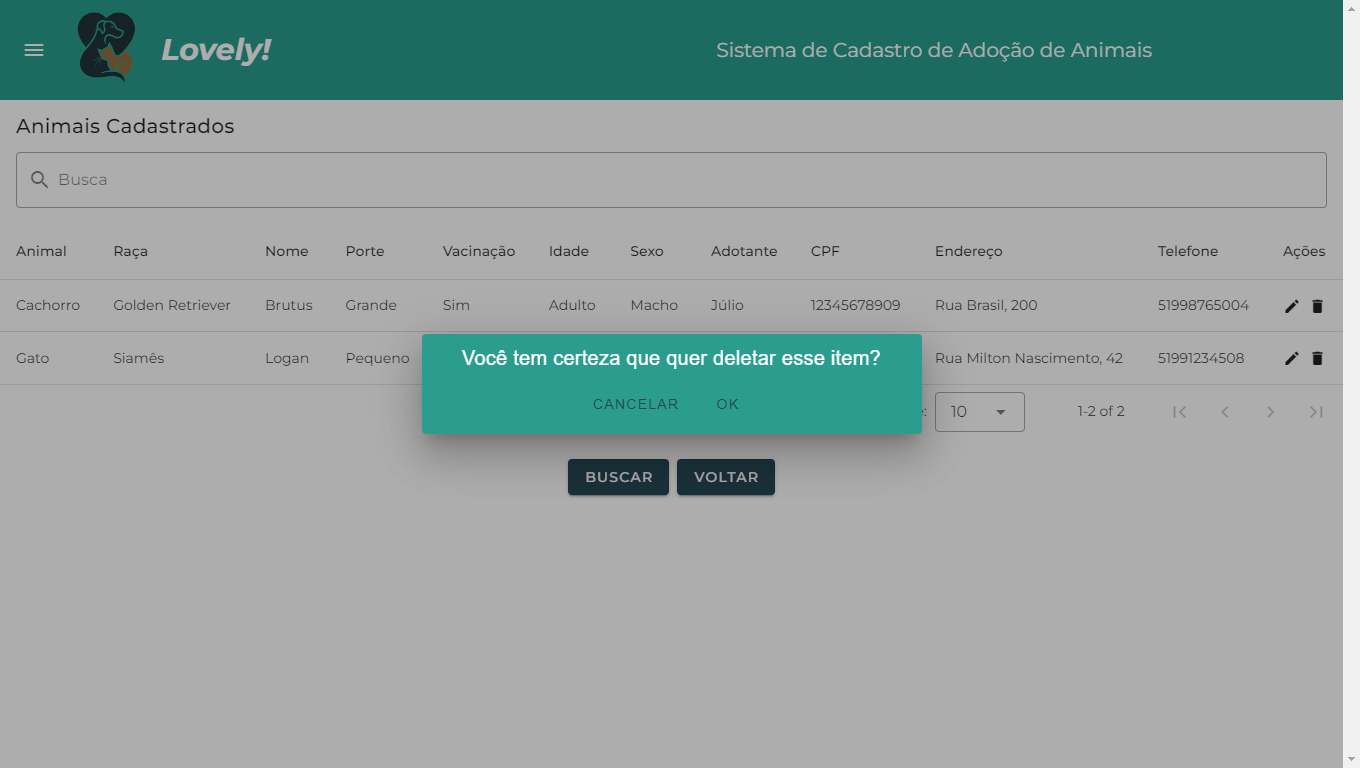 Lovely!
Sistema de Cadastro de Adoção de Animais
Animais Cadastrados
Busca
Animal Raça Nome Porte Vacinação Idade Sexo Adotante CPF Endereço Telefone Ações
Cachorro Golden Retriever Brutus Grande Sim Adulto Macho Júlio 12345678909 Rua Brasil, 200 51998765004
Gato Siamês Logan Pequeno Rua Milton Nascimento, 42 51991234508
Você tem certeza que quer deletar esse item?
CANCELAR OK
10 1-2 of 2
BUSCAR VOLTAR